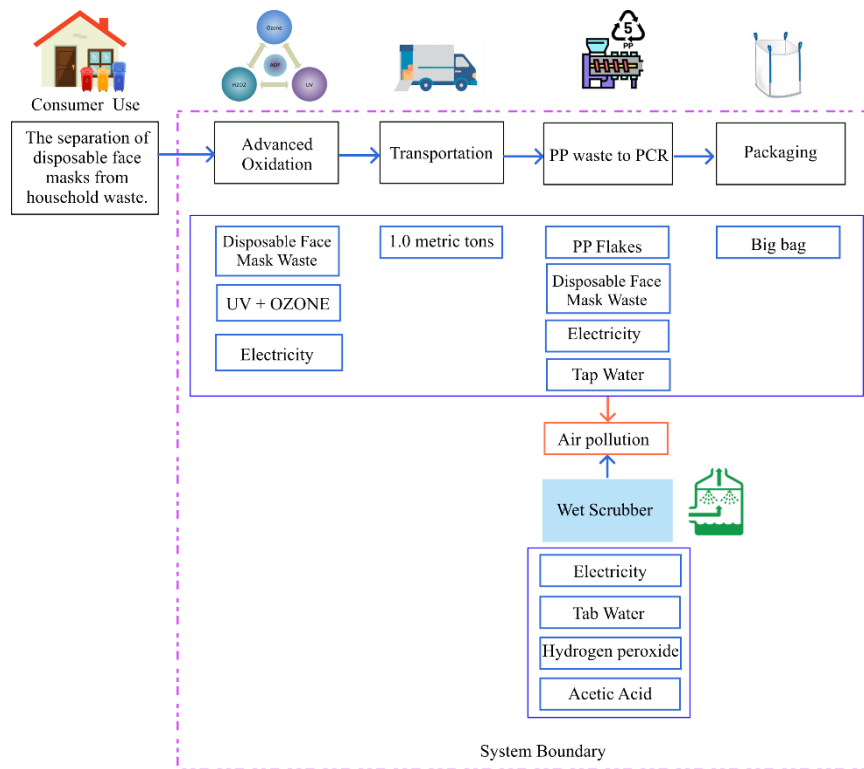 Ozone
AOP
H2O2
UV
5
PP
Consumer Use
The separation of
disposable face
masks from
household waste.
Advanced
Oxidation
Transportation
PP waste to PCR
Packaging
Disposable Face
Mask Waste
UV + OZONE
Electricity
1.0 metric tons
PP Flakes
Disposable Face
Mask Waste
Electricity
Tap Water
Big bag
Air pollution
Wet Scrubber
Electricity
Tab Water
Hydrogen peroxide
Acetic Acid
System Boundary